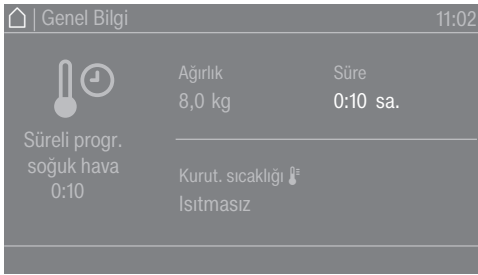 | Genel Bilgi 11:02
Ağırlık Süre
8,0 kg 0:10 sa.
Süreli progr.
soğuk hava
0:10
Kurut. sıcaklığı
Isıtmasız